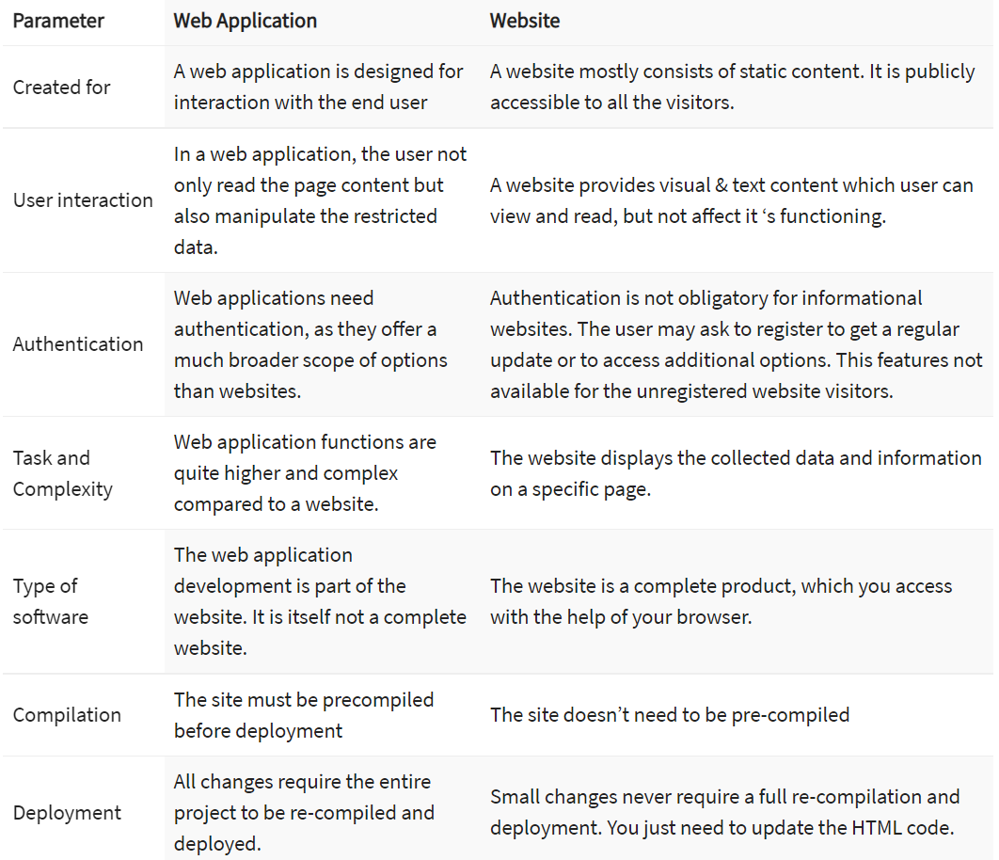 Parameter Web Application Website
Created for
A web application is designed for
interaction with the end user
A website mostly consists of static content. It is publicly
accessible to all the visitors.
User interaction
In a web application, the user not
only read the page content but
also manipulate the restricted
data.
A website provides visual & text content which user can
view and read, but not affect it ‘s functioning.
Authentication
Web applications need
authentication, as they offer a
much broader scope of options
than websites.
Authentication is not obligatory for informational
websites. The user may ask to register to get a regular
update or to access additional options. This features not
available for the unregistered website visitors.
Task and
Complexity
Web application functions are
quite higher and complex
compared to a website.
The website displays the collected data and information
on a specific page.
Type of
software
The web application
development is part of the
website. It is itself not a complete
website.
The website is a complete product, which you access
with the help of your browser.
Compilation
The site must be precompiled
before deployment
The site doesn’t need to be pre-compiled
Deployment
All changes require the entire
project to be re-compiled and
deployed.
Small changes never require a full re-compilation and
deployment. You just need to update the HTML code.